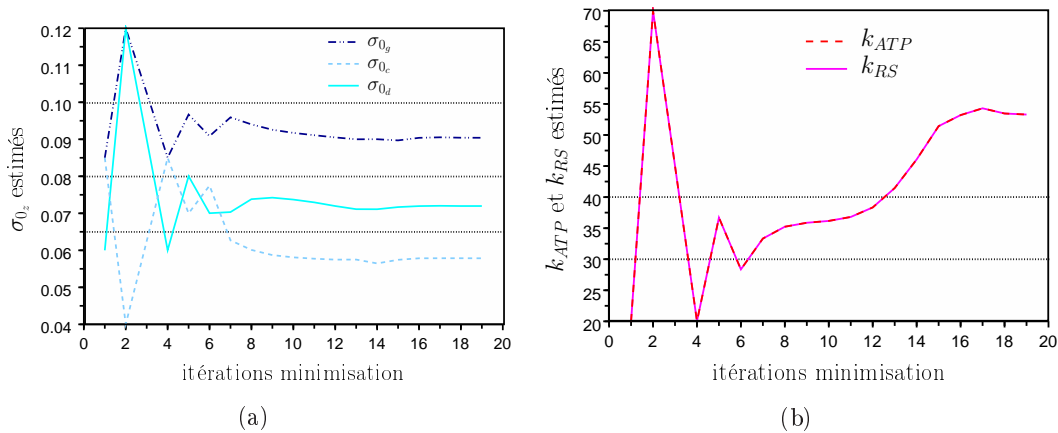 0.12
0.10
0.09
0.08
0.07
0.06
0.05
0.04
0 2 4 6 8 10 12 14 16 18 20
σ0z estimés
itérations minimisation
σ0g
σ0c
σ0d
(a)
70
65
60
55
50
45
40
35
30
25
20
0 2 4 6 8 10 12 14 16 18 20
kATP et kRS estimés
itérations minimisation
kATP
kRS
(b)